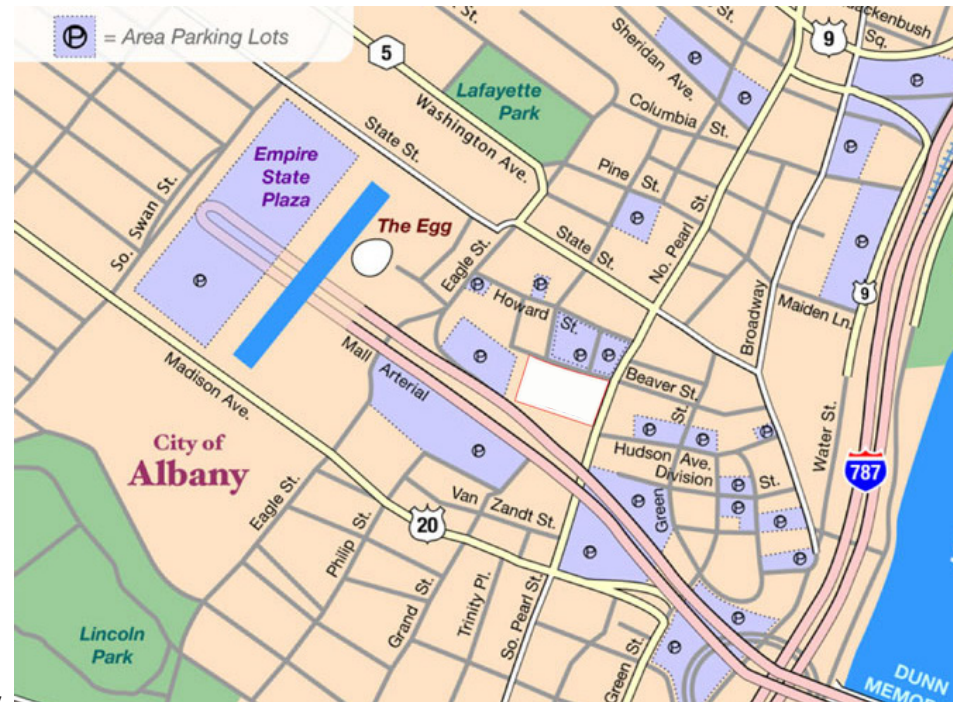 P = Area Parking Lots
5
Lafayette
Park
Washington Ave.
State St.
Empire
State
Plaza
The Egg
So. Swan St.
P
Madison Ave.
City of
Albany
Lincoln
Park
Eagle St.
Philip St.
Grand St.
Trinity Pl.
So. Pearl St.
Green St.
Van Zandt St.
20
Mall Arterial
P
P
Eagle St.
Howard St.
P
P
P
P
State St.
Pine St.
P
Columbia St.
Sheridan Ave.
St.
St.
P
P
9
Sq.
P
P
P
No. Pearl St.
Broadway
Maiden Ln.
9
Beaver St.
St.
P
P
P
Hudson Ave.
Division St.
P
P
P
P
Green
P
P
Water St.
787
P
P
DUNN